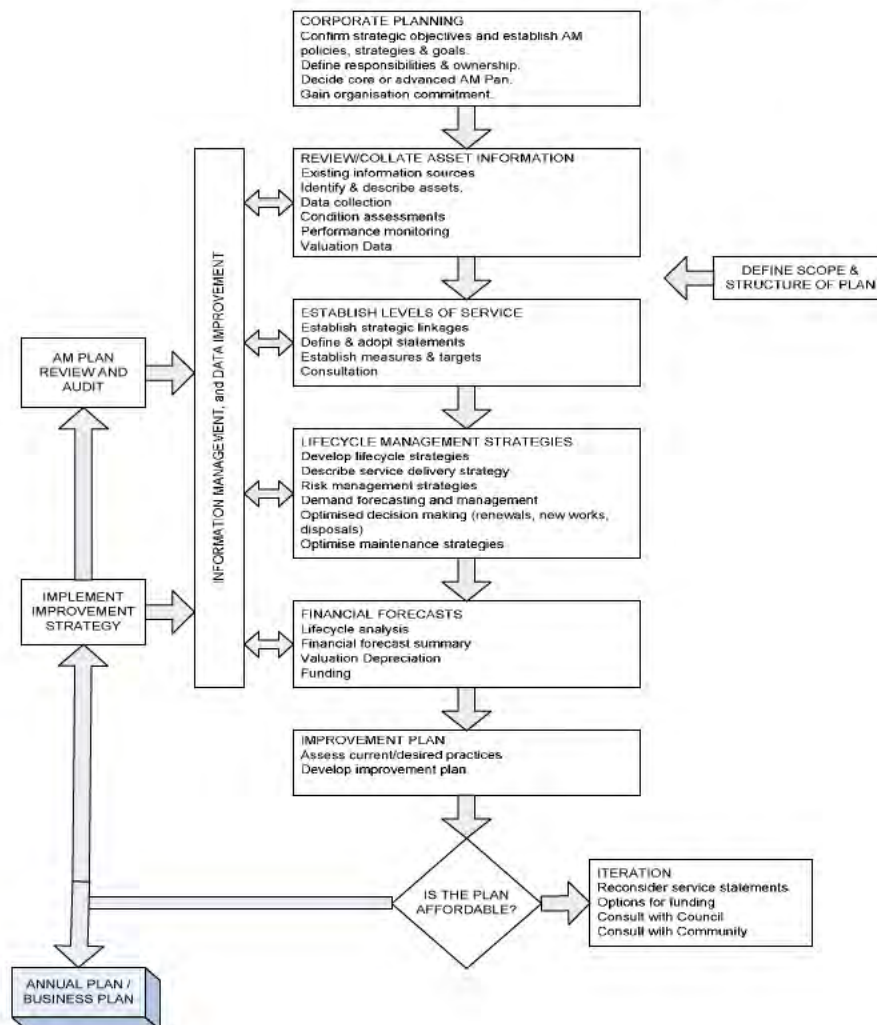 CORPORATE PLANNING
Confirm strategic objectives and establish AM
policies, strategies & goals.
Define responsibilities & ownership.
Decide core or advanced AM Pan.
Gain organisation commitment.
REVIEW/COLLATE ASSET INFORMATION
Existing information sources
Identify & describe assets.
Data collection
Condition assessments
Performance monitoring
Valuation Data
INFORMATION MANAGEMENT, and DATA IMPROVEMENT
DEFINE SCOPE &
STRUCTURE OF PLAN
ESTABLISH LEVELS OF SERVICE
Establish strategic linkages
Define & adopt statements
Establish measures & targets
Consultation
AM PLAN
REVIEW AND
AUDIT
LIFECYCLE MANAGEMENT STRATEGIES
Develop lifecycle strategies
Describe service delivery strategy
Risk management strategies
Demand forecasting and management
Optimised decision making (renewals, new works,
disposals)
Optimise maintenance strategies
IMPLEMENT
IMPROVEMENT
STRATEGY
FINANCIAL FORECASTS
Lifecycle analysis
Financial forecast summary
Valuation Depreciation
Funding
IMPROVEMENT PLAN
Assess current/desired practices
Develop improvement plan
IS THE PLAN
AFFORDABLE?
ITERATION
Reconsider service statements
Options for funding
Consult with Council
Consult with Community
ANNUAL PLAN /
BUSINESS PLAN